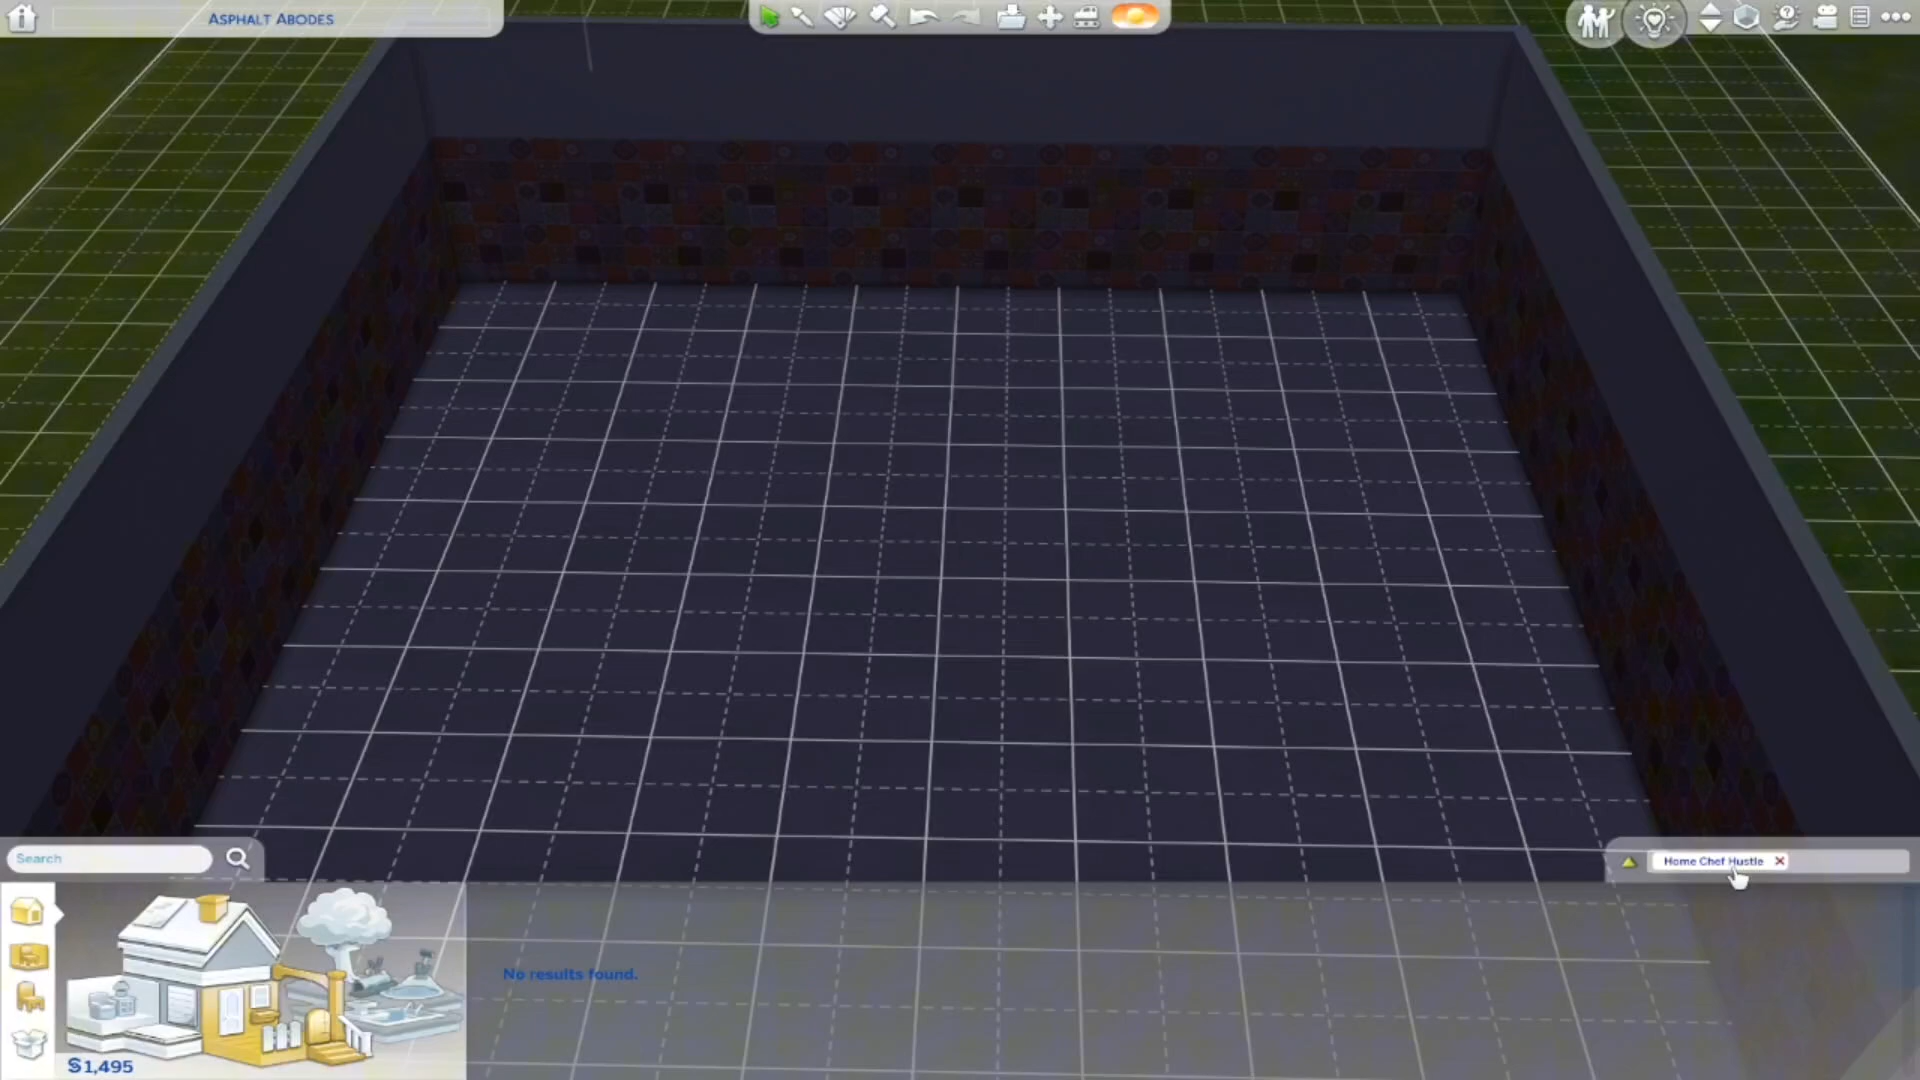 ASPHALT ABODES
Search
Home Chef Hustle
No results found.
§1,495